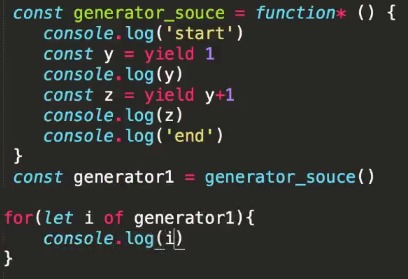 const generator_souce = function* () {
console.log('start')
const y = yield 1
console.log(y)
const z = yield y+1
console.log(z)
console.log('end')
}
const generator1 = generator_souce()
for(let i of generator1){
console.log(i)
}